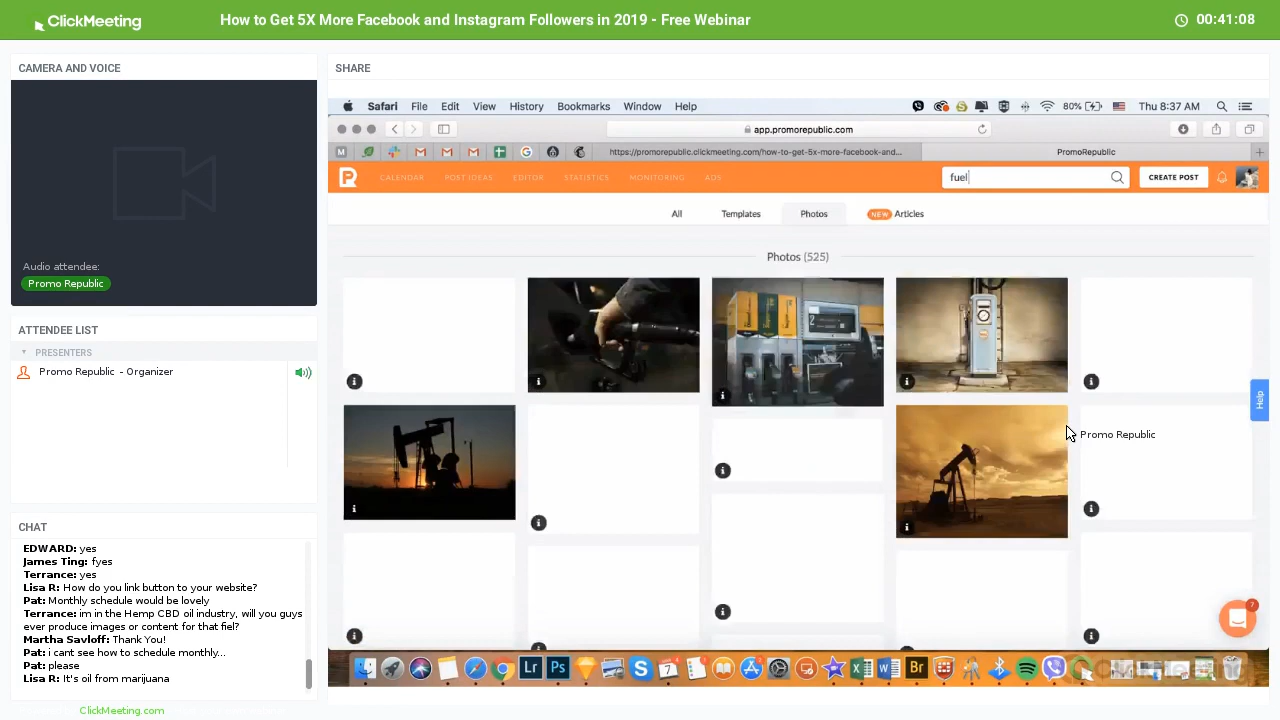 ClickMeeting
How to Get 5X More Facebook and Instagram Followers in 2019 - Free Webinar
00:41:08
CAMERA AND VOICE
Audio attendee:
Promo Republic
ATTENDEE LIST
PRESENTERS
Promo Republic - Organizer
CHAT
EDWARD: yes
James Ting: fyes
Terrance: yes
Lisa R: How do you link button to your website?
Pat: Monthly schedule would be lovely
Terrance: im in the Hemp CBD oil industry, will you guys
ever produce images or content for that fiel?
Martha Savloff: Thank You!
Pat: i cant see how to schedule monthly...
Pat: please
Lisa R: It's oil from marijuana
ClickMeeting.com
SHARE
Safari File Edit View History Bookmarks Window Help
80% Thu 8:37 AM
app.promorepublic.com
https://promorepublic.clickmeeting.com/how-to-get-5x-more-facebook-and...
PromoRepublic
CALENDAR POST IDEAS EDITOR STATISTICS MONITORING ADS
fuel
CREATE POST
All Templates Photos NEW Articles
Photos (525)
Promo Republic
Help
7